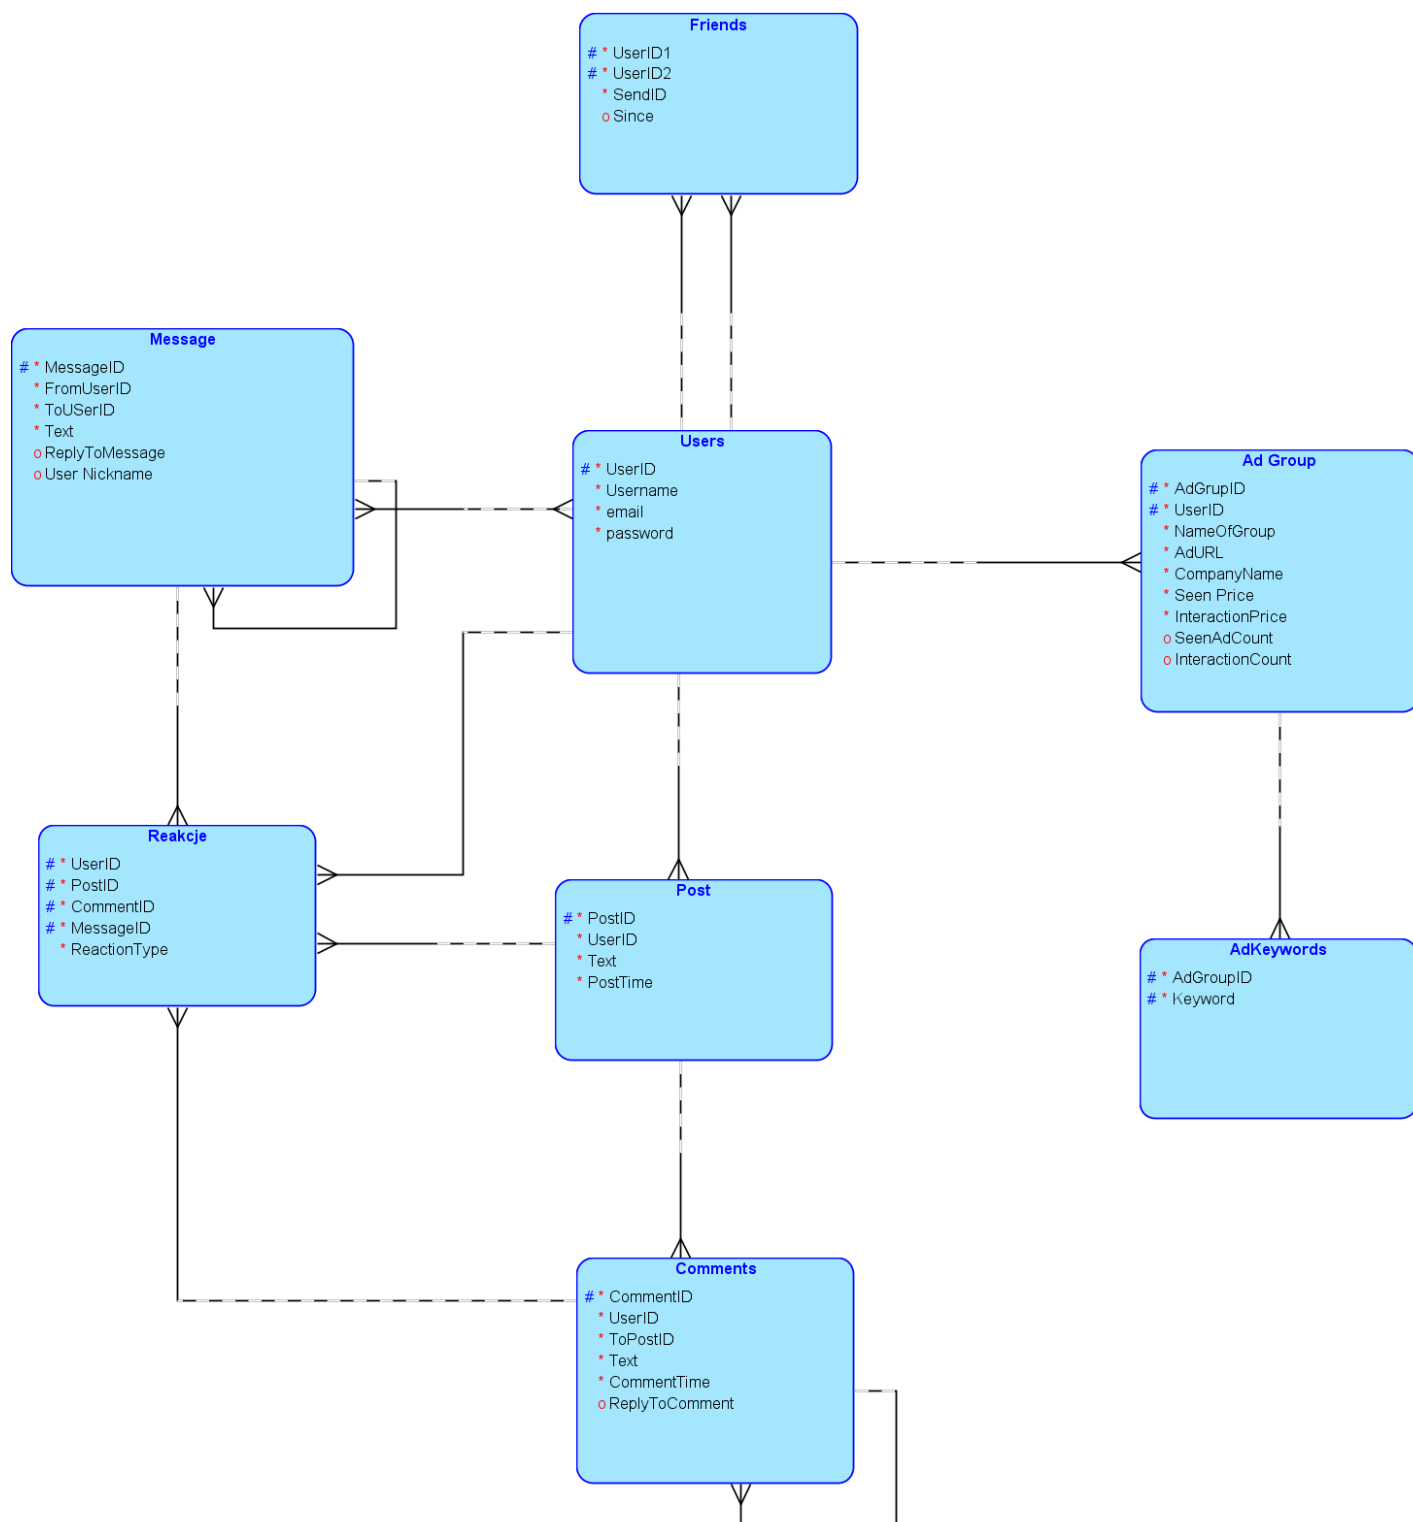 Friends
# * UserID1
# * UserID2
* SendID
o Since
Message
# * MessageID
* FromUserID
* ToUSerID
* Text
o ReplyToMessage
o User Nickname
Users
# * UserID
* Username
* email
* password
Ad Group
# * AdGrupID
# * UserID
* NameOfGroup
* AdURL
* CompanyName
* Seen Price
* InteractionPrice
o SeenAdCount
o InteractionCount
Reakcje
# * UserID
# * PostID
# * CommentID
# * MessageID
* ReactionType
Post
# * PostID
* UserID
* Text
* PostTime
AdKeywords
# * AdGroupID
# * Keyword
Comments
# * CommentID
* UserID
* ToPostID
* Text
* CommentTime
o ReplyToComment